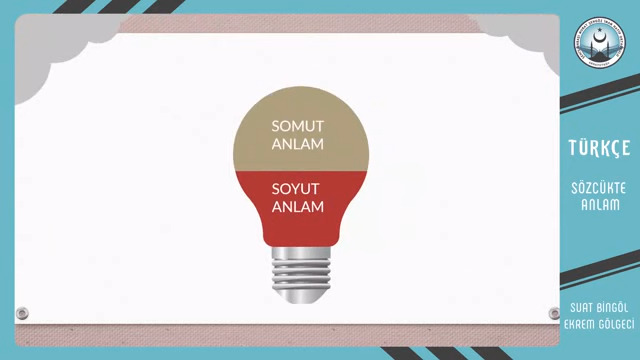 SOMUT
ANLAM
SOYUT
ANLAM
TÜRKÇE
SÖZCÜKTE
ANLAM
SUAT BİNGÖL
EKREM GÖLGECİ